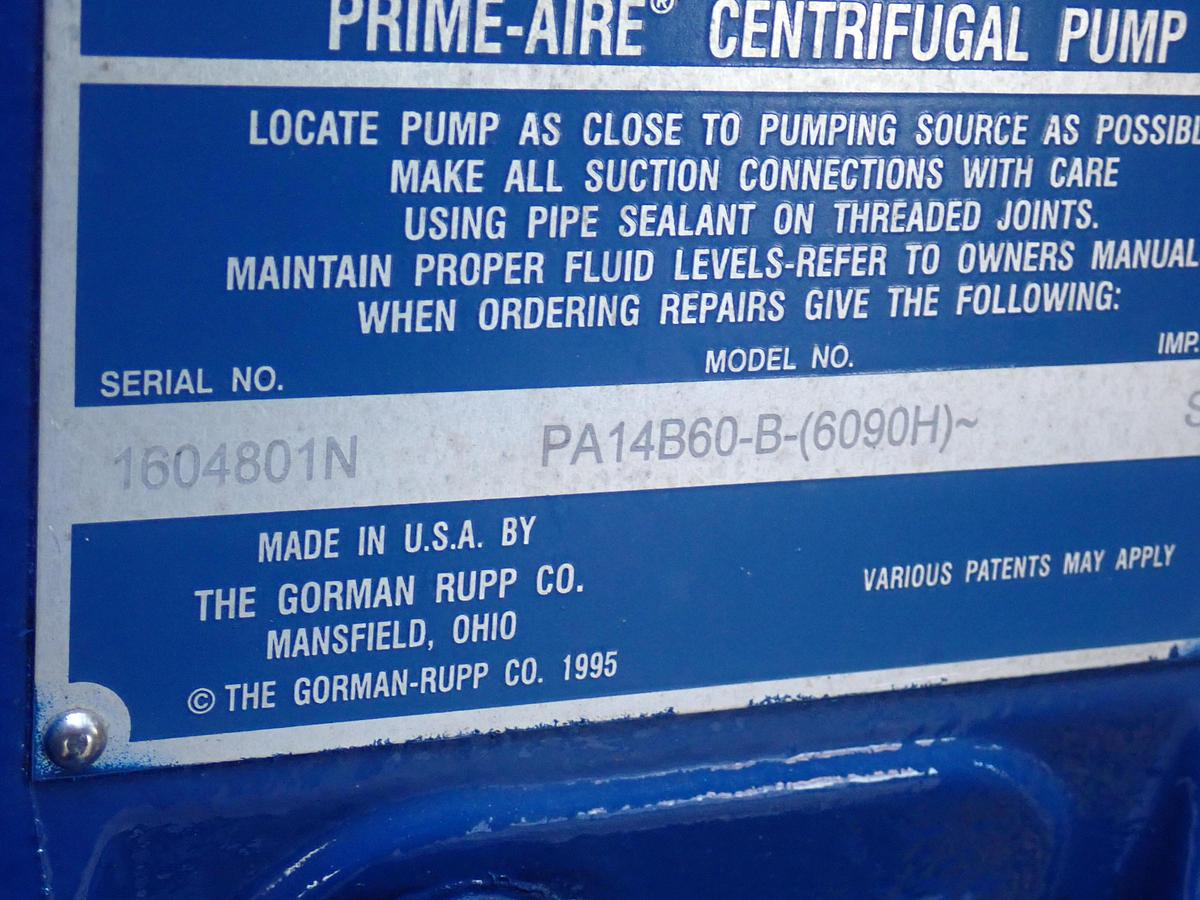 PRIME-AIRE® CENTRIFUGAL PUMP
LOCATE PUMP AS CLOSE TO PUMPING SOURCE AS
MAKE ALL SUCTION CONNECTIONS WITH CARE
USING PIPE SEALANT ON THREADED JOINTS.
MAINTAIN PROPER FLUID LEVELS-REFER TO OWNERS MANUAL
WHEN ORDERING REPAIRS GIVE THE FOLLOWING:
SERIAL NO. MODEL NO. IMP.
1604801N PA14B60-B-(6090H)~
MADE IN U.S.A. BY
THE GORMAN RUPP CO.
MANSFIELD, OHIO
© THE GORMAN-RUPP CO. 1995
VARIOUS PATENTS MAY APPLY